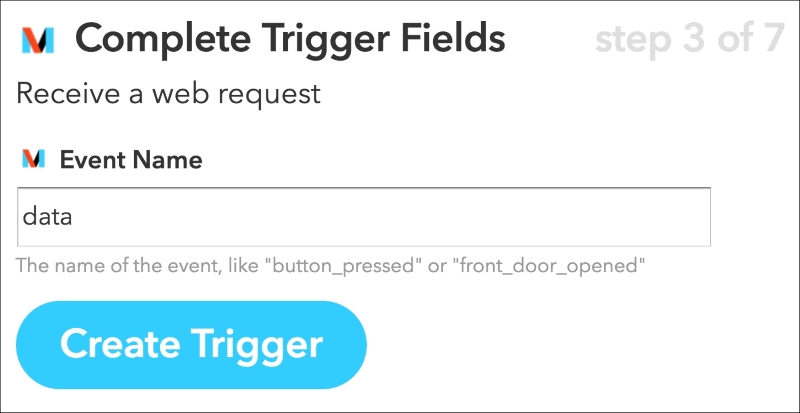 Complete Trigger Fields step 3 of 7
Receive a web request
Event Name
data
The name of the event, like "button_pressed" or "front_door_opened"
Create Trigger